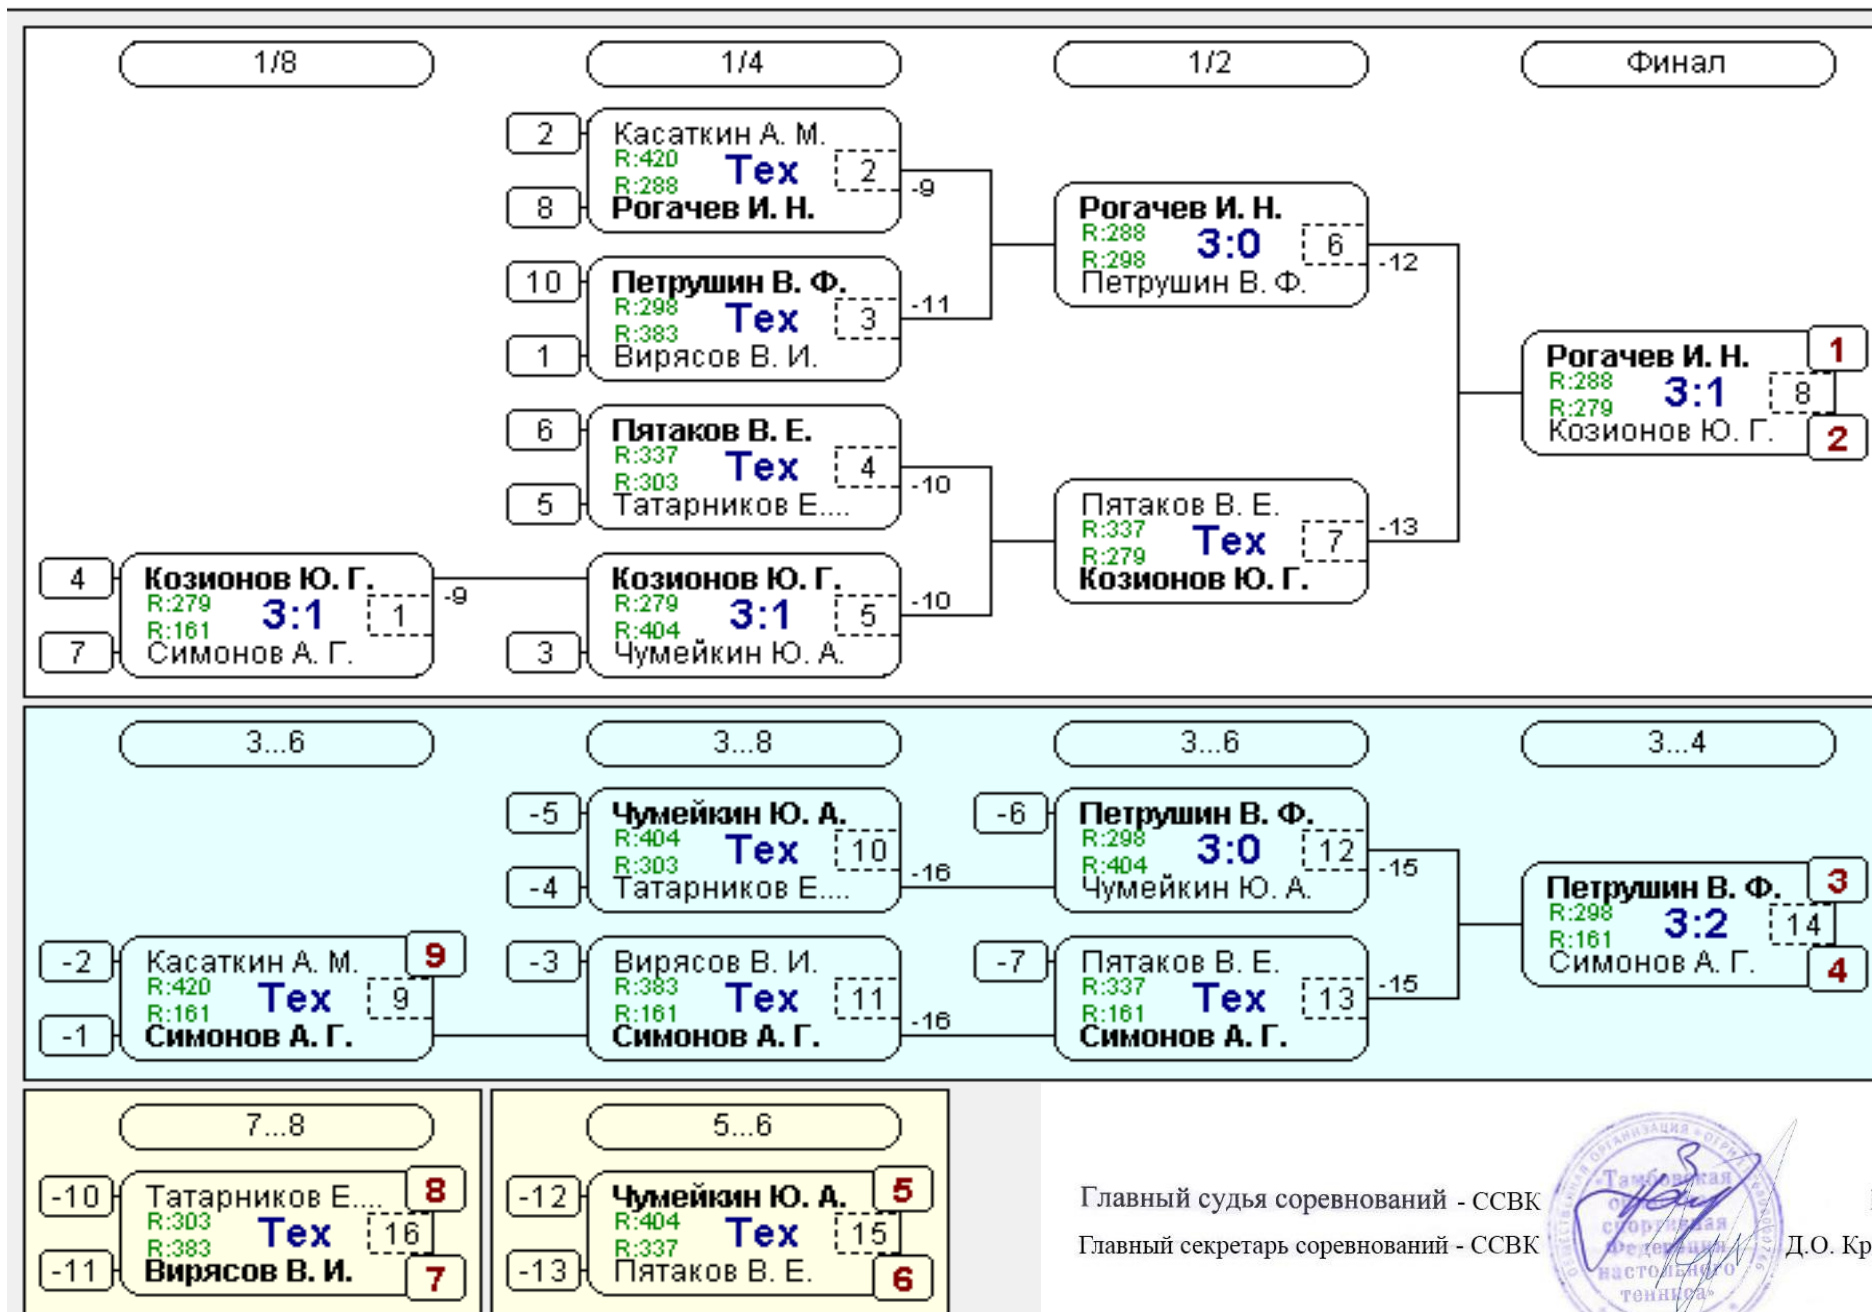 1/8 1/4 1/2 Финал
2 Касаткин А. М.
R:420 Тех 2
R:288 -9
8 Рогачев И. Н.
Рогачев И. Н.
R:288 3:0 6
R:298 -12
Петрушин В. Ф.
10 Петрушин В. Ф.
R:298 Тех 3 -11
R:383
1 Вирясов В. И.
Рогачев И. Н. 1
R:288 3:1 8
R:279
Козионов Ю. Г. 2
6 Пятаков В. Е.
R:337 Тех 4
R:303 -10
5 Татарников Е....
Пятаков В. Е.
R:337 Тех 7 -13
R:279
Козионов Ю. Г.
4 Козионов Ю. Г.
R:279 3:1 1 -9
R:161
7 Симонов А. Г.
Козионов Ю. Г.
R:279 3:1 5 -10
R:404
3 Чумейкин Ю. А.
3...6 3...8 3...6 3...4
-5 Чумейкин Ю. А.
R:404 Тех 10
R:303 -16
-4 Татарников Е....
-6 Петрушин В. Ф.
R:298 3:0 12
R:404 -15
Чумейкин Ю. А.
Петрушин В. Ф. 3
R:298 3:2 14
R:161
Симонов А. Г. 4
-2 Касаткин А. М. 9
R:420 Тех 9
R:161
-1 Симонов А. Г.
-3 Вирясов В. И.
R:383 Тех 11
R:161 -16
Симонов А. Г.
-7 Пятаков В. Е.
R:337 Тех 13 -15
R:161
Симонов А. Г.
7...8 5...6
-10 Татарников Е.... 8
R:303 Тех 16
R:383
-11 Вирясов В. И. 7
-12 Чумейкин Ю. А. 5
R:404 Тех 15
R:337
-13 Пятаков В. Е. 6
Главный судья соревнований - ССВК
Главный секретарь соревнований - ССВК Д.О. Кр
«Тамбовская
спортивная
федерация
настольного
тенниса»